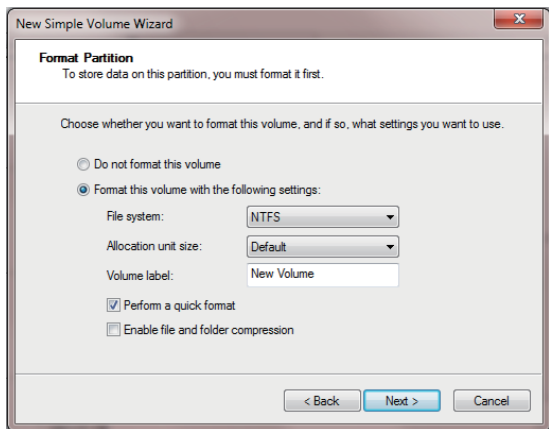 New Simple Volume Wizard
Format Partition
To store data on this partition, you must format it first.
Choose whether you want to format this volume, and if so, what settings you want to use.
Do not format this volume
Format this volume with the following settings:
File system: NTFS
Allocation unit size: Default
Volume label: New Volume
Perform a quick format
Enable file and folder compression
< Back Next > Cancel